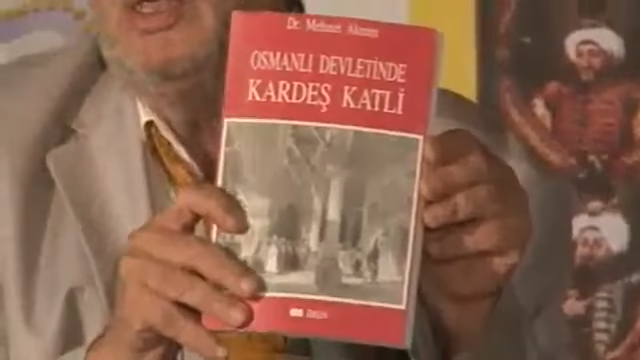 Dr. Mehmet Akman
OSMANLI DEVLETİNDE
KARDEŞ KATLİ